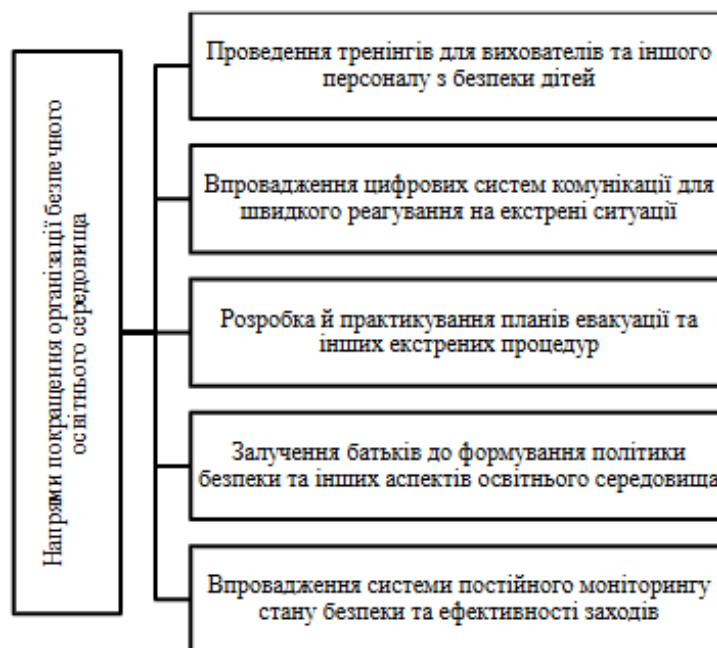 Напрями покращення організації безпечного
освітнього середовища
Проведення тренінгів для вихователів та іншого
персоналу з безпеки дітей
Впровадження цифрових систем комунікації для
швидкого реагування на екстрені ситуації
Розробка й практикування планів евакуації та
інших екстрених процедур
Залучення батьків до формування політики
безпеки та інших аспектів освітнього середовища
Впровадження системи постійного моніторингу
стану безпеки та ефективності заходів